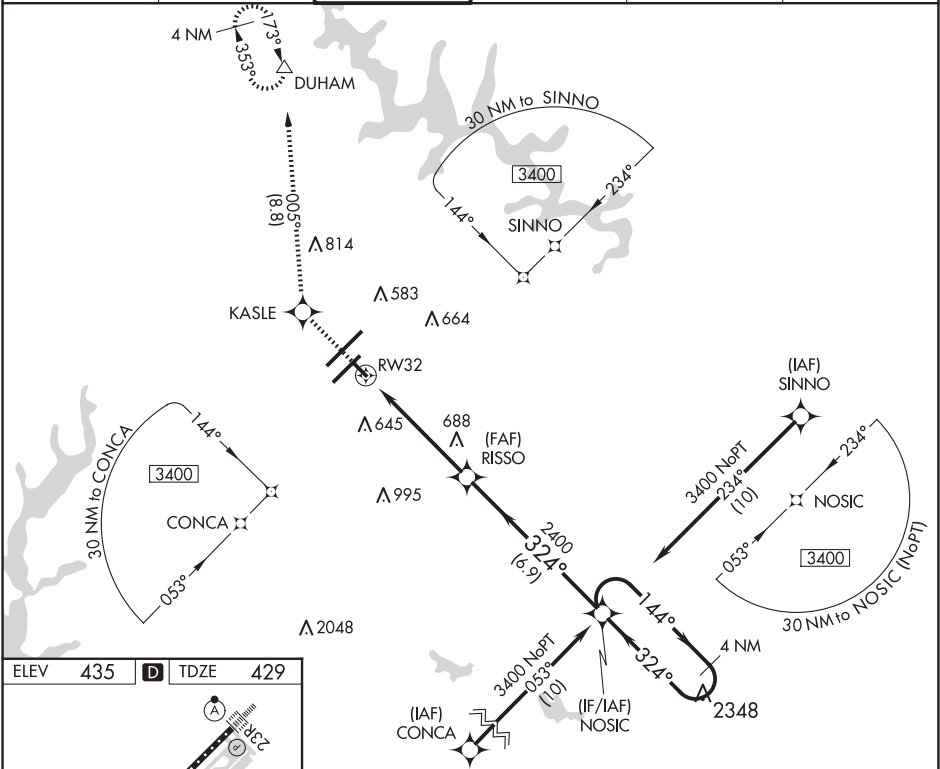 4 NM
173°
353°
DUHAM
30 NM to SINNO
3400
144°
234°
SINNO
005°
(8.8)
814
583
664
KASLE
RW32
645
688
(FAF)
RISSO
995
(IAF)
SINNO
3400 NoPT
234°
(10)
30 NM to CONCA
144°
3400
CONCA
053°
234°
NOSIC
053°
3400
30 NM to NOSIC (NoPT)
2400
324°
(6.9)
144°
324°
4 NM
2348
2048
3400 NoPT
053°
(10)
(IAF)
CONCA
(IF/IAF)
NOSIC
ELEV 435 D TDZE 429
A
23R
P